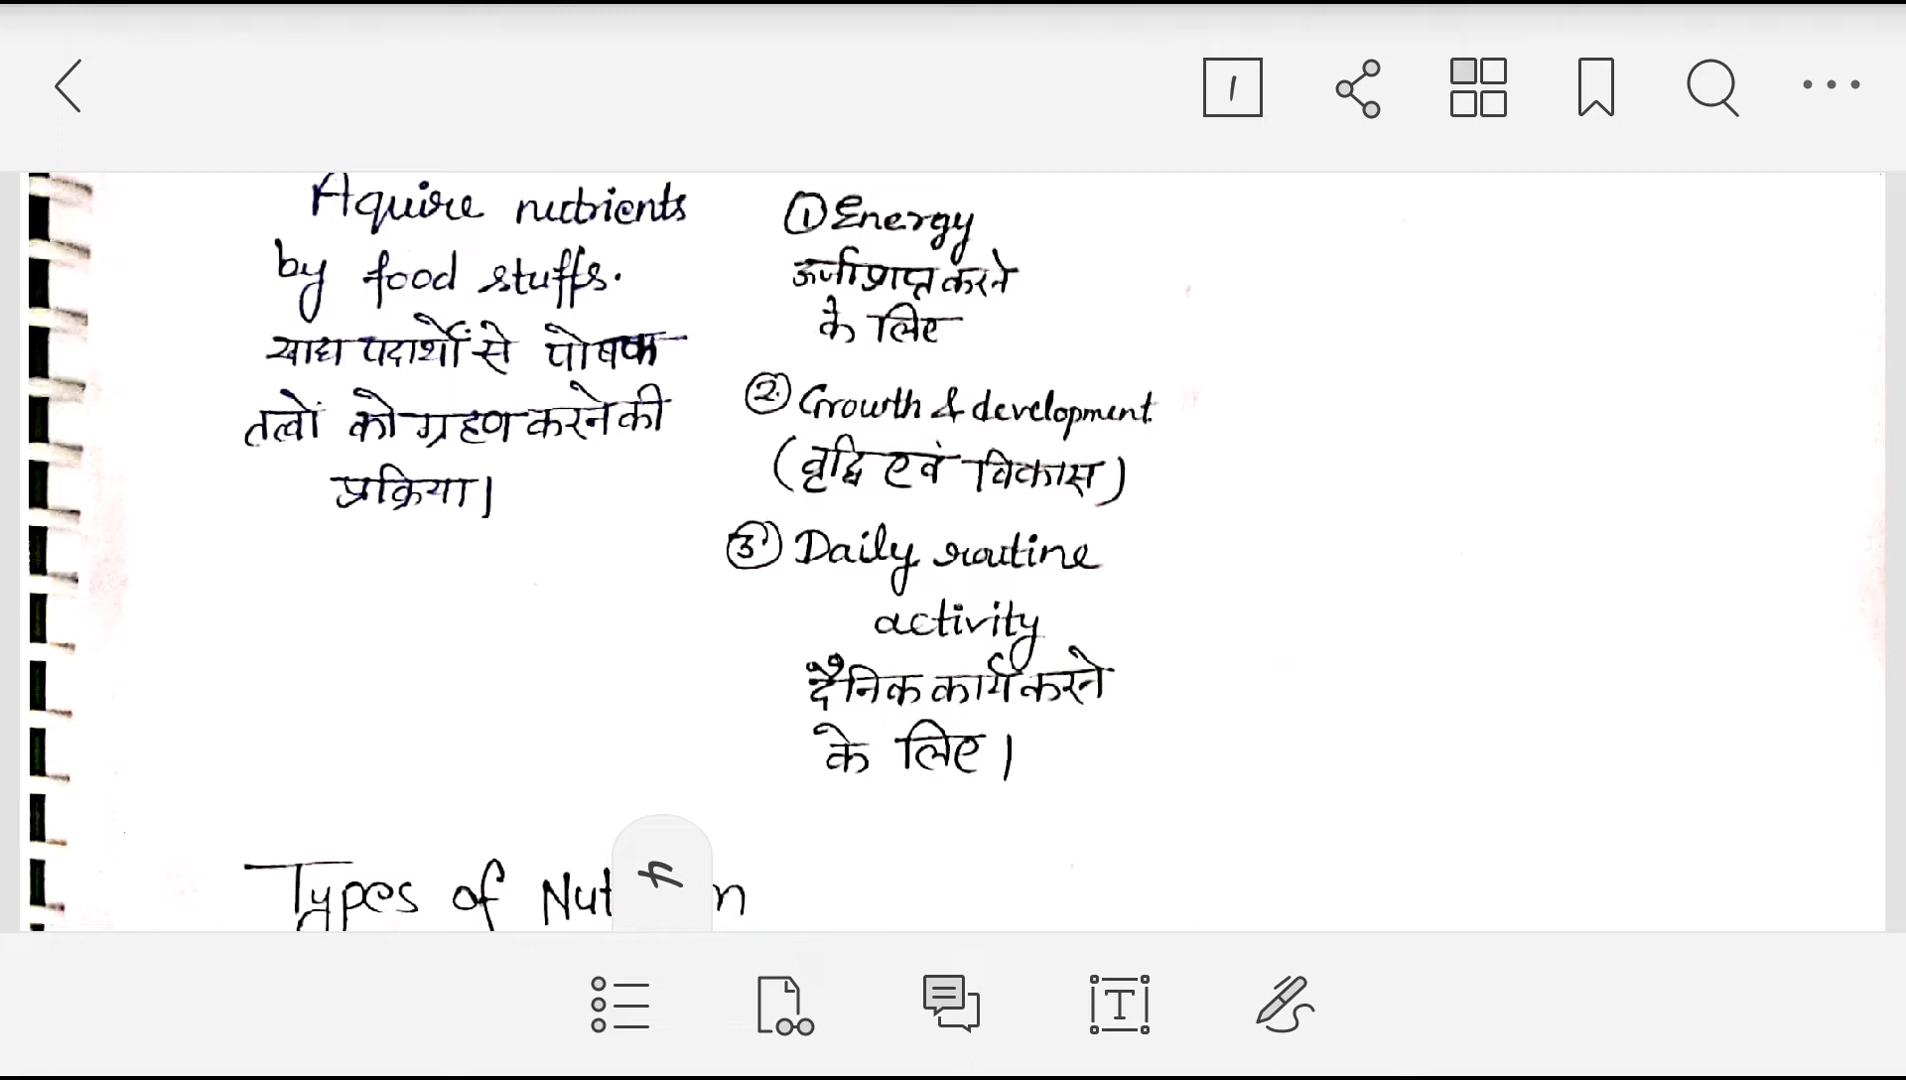 Aquire nutrients
by food stuffs.
खाद्य पदार्थों से पोषक
तत्वों को ग्रहण करने की
प्रक्रिया।
① Energy
ऊर्जा प्राप्त करने
के लिए
② Growth & development
(वृद्धि एवं विकास)
③ Daily routine
activity
दैनिक कार्य करने
के लिए।
Types of Nut n